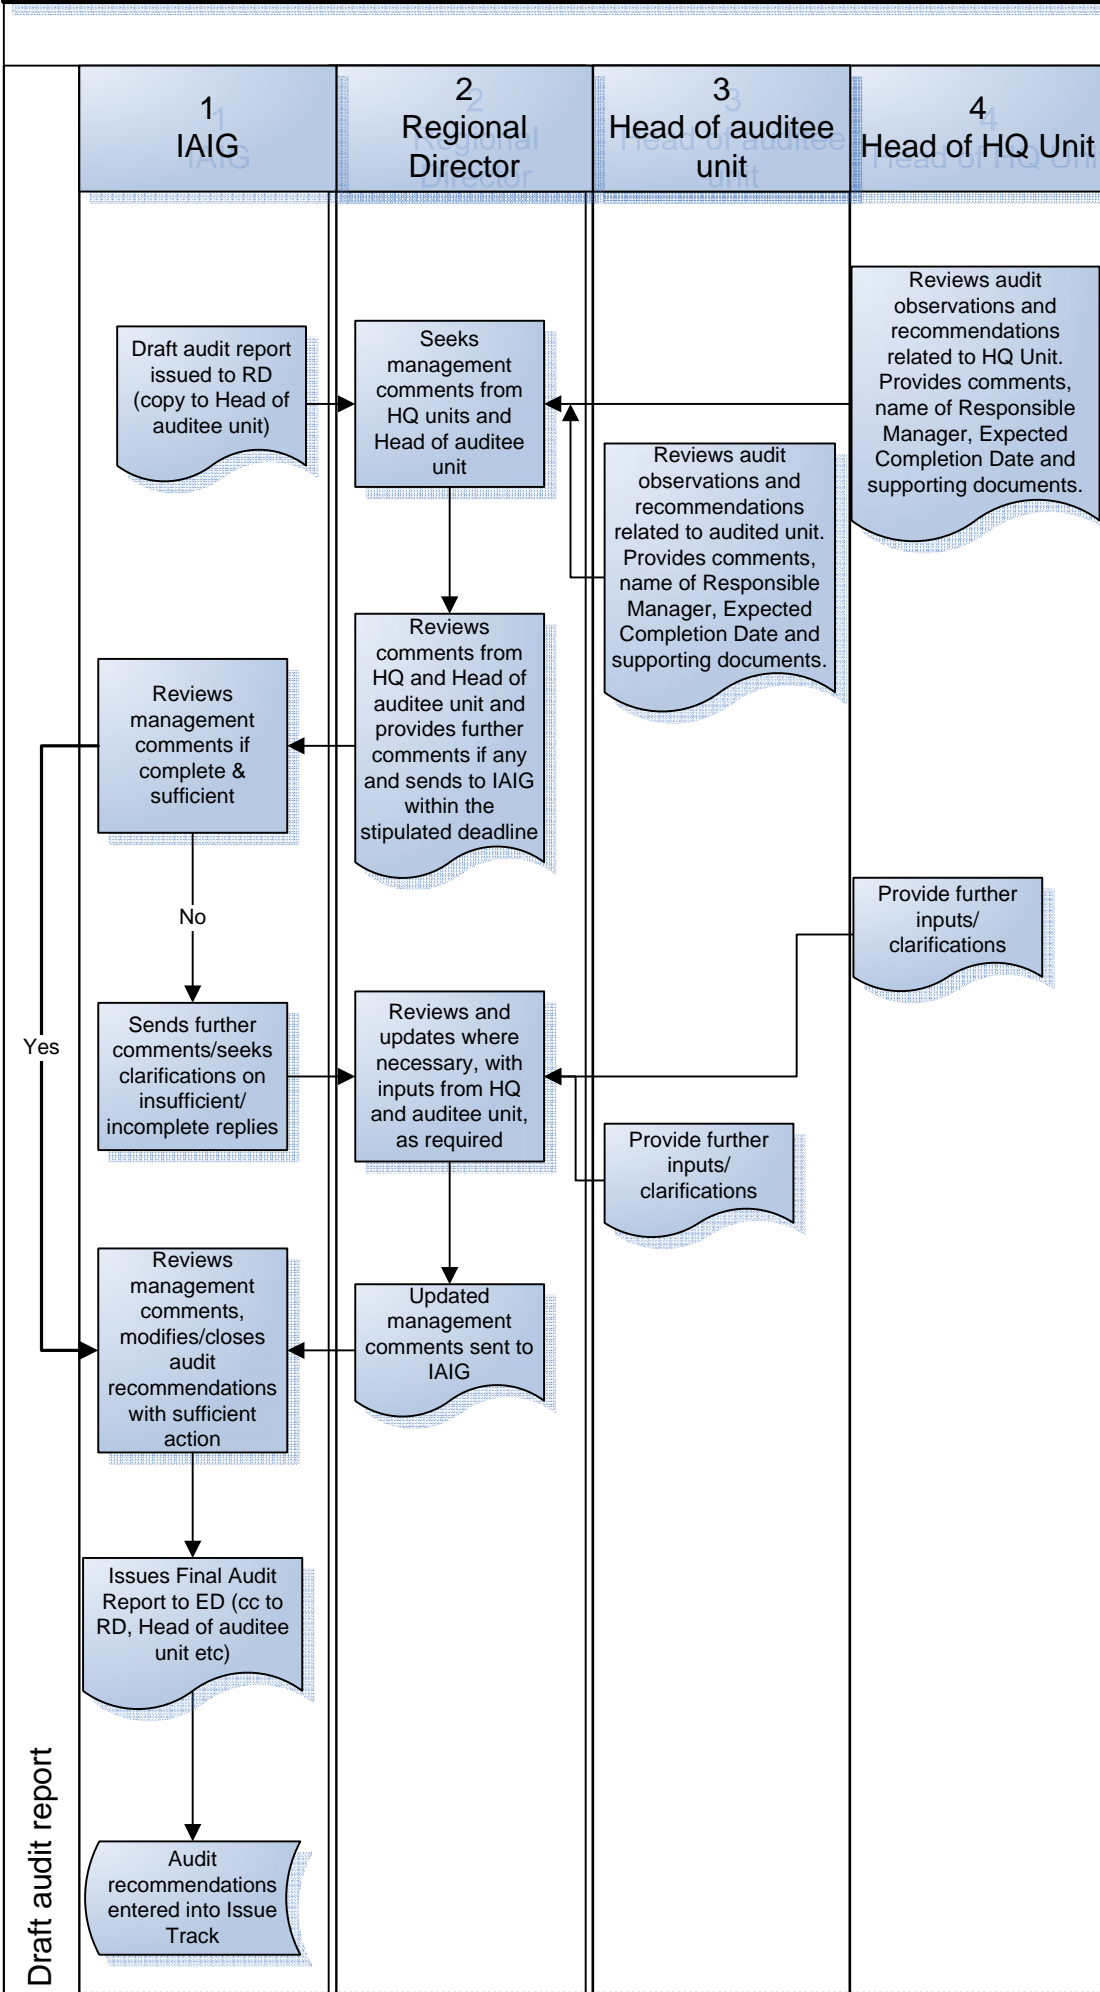 1
IAIG
2
Regional
Director
3
Head of auditee
unit
4
Head of HQ Unit
Draft audit report
issued to RD
(copy to Head of
auditee unit)
Seeks
management
comments from
HQ units and
Head of auditee
unit
Reviews audit
observations and
recommendations
related to audited unit.
Provides comments,
name of Responsible
Manager, Expected
Completion Date and
supporting documents.
Reviews audit
observations and
recommendations
related to HQ Unit.
Provides comments,
name of Responsible
Manager, Expected
Completion Date and
supporting documents.
Reviews
comments from
HQ and Head of
auditee unit and
provides further
comments if any
and sends to IAIG
within the
stipulated deadline
Reviews
management
comments if
complete &
sufficient
No
Yes
Sends further
comments/seeks
clarifications on
insufficient/
incomplete replies
Reviews and
updates where
necessary, with
inputs from HQ
and auditee unit,
as required
Provide further
inputs/
clarifications
Provide further
inputs/
clarifications
Updated
management
comments sent to
IAIG
Reviews
management
comments,
modifies/closes
audit
recommendations
with sufficient
action
Issues Final Audit
Report to ED (cc to
RD, Head of auditee
unit etc)
Audit
recommendations
entered into Issue
Track
Draft audit report